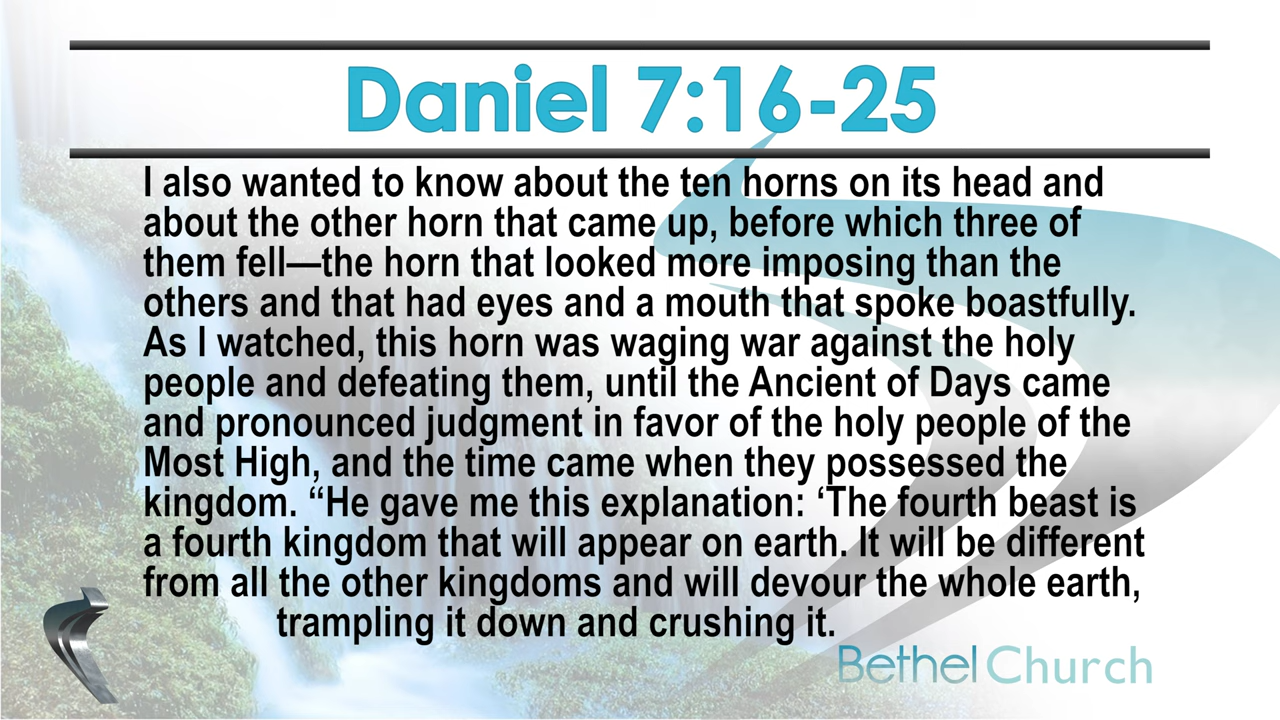 Daniel 7:16-25
I also wanted to know about the ten horns on its head and
about the other horn that came up, before which three of
them fell—the horn that looked more imposing than the
others and that had eyes and a mouth that spoke boastfully.
As I watched, this horn was waging war against the holy
people and defeating them, until the Ancient of Days came
and pronounced judgment in favor of the holy people of the
Most High, and the time came when they possessed the
kingdom. “He gave me this explanation: ‘The fourth beast is
a fourth kingdom that will appear on earth. It will be different
from all the other kingdoms and will devour the whole earth,
trampling it down and crushing it.
Bethel Church